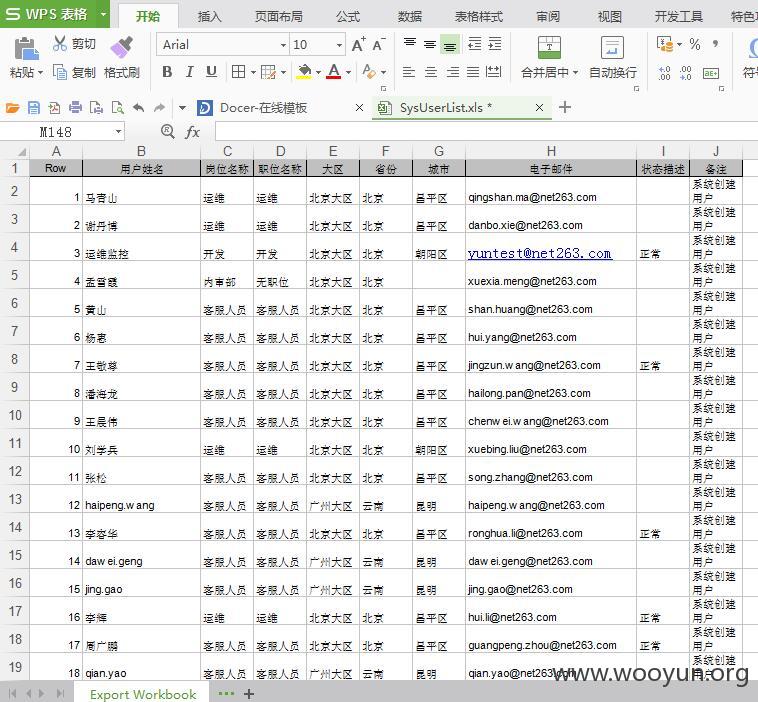 S WPS 表格 开始 插入 页面布局 公式 数据 表格样式 审阅 视图 开发工具 特色
粘贴 剪切 复制 格式刷 Arial 10 A+ A- B I U A 合并居中 自动换行 % 符
Docer-在线模板 SysUserList.xls *
M148 fx
A B C D E F G H I J
1 Row 用户姓名 岗位名称 职位名称 大区 省份 城市 电子邮件 状态描述 备注
2 1 马青山 运维 运维 北京大区 北京 昌平区 qingshan.ma@net263.com 系统创建用户
3 2 谢丹博 运维 运维 北京大区 北京 昌平区 danbo.xie@net263.com 系统创建用户
4 3 运维监控 开发 开发 北京大区 北京 朝阳区 yuntest@net263.com 正常 系统创建用户
5 4 孟雪霞 内审部 无职位 北京大区 北京 xuexia.meng@net263.com 系统创建用户
6 5 黄山 客服人员 客服人员 北京大区 北京 昌平区 shan.huang@net263.com 系统创建用户
7 6 杨惠 客服人员 客服人员 北京大区 北京 昌平区 hui.yang@net263.com 系统创建用户
8 7 王敬尊 客服人员 客服人员 北京大区 北京 昌平区 jingzun.wang@net263.com 正常 系统创建用户
9 8 潘海龙 客服人员 客服人员 北京大区 北京 昌平区 hailong.pan@net263.com 系统创建用户
10 9 王晨伟 客服人员 客服人员 北京大区 北京 昌平区 chenwei.wang@net263.com 系统创建用户
11 10 刘学兵 运维 运维 北京大区 北京 朝阳区 xuebing.liu@net263.com 系统创建用户
12 11 张松 客服人员 客服人员 北京大区 北京 昌平区 song.zhang@net263.com 系统创建用户
13 12 haipeng.wang 客服人员 客服人员 广州大区 云南 昆明 haipeng.wang@net263.com 系统创建用户
14 13 李容华 客服人员 客服人员 北京大区 北京 昌平区 ronghua.li@net263.com 正常 系统创建用户
15 14 dawei.geng 客服人员 客服人员 广州大区 云南 昆明 dawei.geng@net263.com 系统创建用户
16 15 jing.gao 客服人员 客服人员 广州大区 云南 昆明 jing.gao@net263.com 系统创建用户
17 16 李辉 运维 运维 北京大区 北京 昌平区 hui.li@net263.com 正常 系统创建用户
18 17 周广鹏 客服人员 客服人员 北京大区 北京 昌平区 guangpeng.zhou@net263.com 正常 系统创建用户
19 18 qian.yao 客服人员 客服人员 广州大区 云南 昆明 qian.yao@net263.com 系统创建用户
www.wooyun.org
Export Workbook